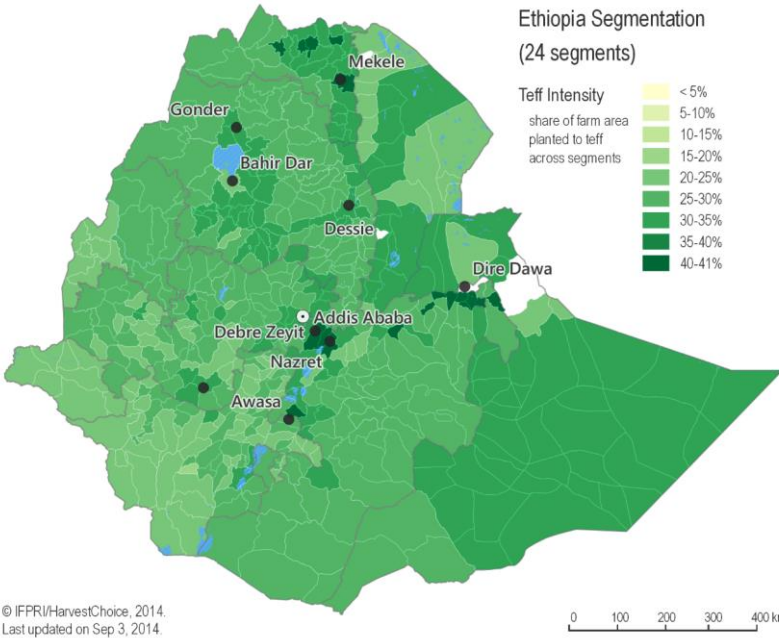 Ethiopia Segmentation
(24 segments)
Teff Intensity
share of farm area
planted to teff
across segments
< 5%
5-10%
10-15%
15-20%
20-25%
25-30%
30-35%
35-40%
40-41%
Mekele
Gonder
Bahir Dar
Dessie
Dire Dawa
Addis Ababa
Debre Zeyit
Nazret
Awasa
© IFPRI/HarvestChoice, 2014.
Last updated on Sep 3, 2014.
0 100 200 300 400 km